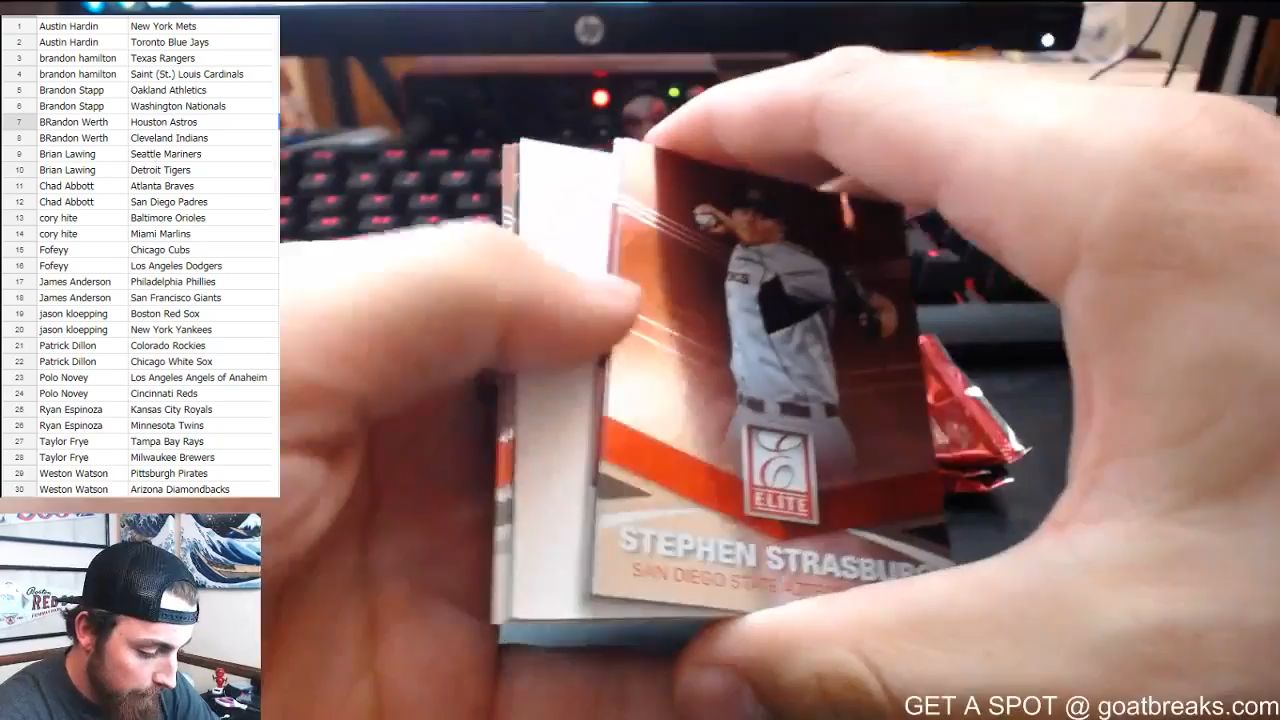 1 Austin Hardin New York Mets
2 Austin Hardin Toronto Blue Jays
3 brandon hamilton Texas Rangers
4 brandon hamilton Saint (St.) Louis Cardinals
5 Brandon Stapp Oakland Athletics
6 Brandon Stapp Washington Nationals
7 BRandon Werth Houston Astros
8 BRandon Werth Cleveland Indians
9 Brian Lawing Seattle Mariners
10 Brian Lawing Detroit Tigers
11 Chad Abbott Atlanta Braves
12 Chad Abbott San Diego Padres
13 cory hite Baltimore Orioles
14 cory hite Miami Marlins
15 Fofeyy Chicago Cubs
16 Fofeyy Los Angeles Dodgers
17 James Anderson Philadelphia Phillies
18 James Anderson San Francisco Giants
19 jason kloepping Boston Red Sox
20 jason kloepping New York Yankees
21 Patrick Dillon Colorado Rockies
22 Patrick Dillon Chicago White Sox
23 Polo Novey Los Angeles Angels of Anaheim
24 Polo Novey Cincinnati Reds
25 Ryan Espinoza Kansas City Royals
26 Ryan Espinoza Minnesota Twins
27 Taylor Frye Tampa Bay Rays
28 Taylor Frye Milwaukee Brewers
29 Weston Watson Pittsburgh Pirates
30 Weston Watson Arizona Diamondbacks
hp
E
ELITE
STEPHEN STRASBUR
SAN DIEGO STATE
Boston
RED
GET A SPOT @ goatbreaks.com